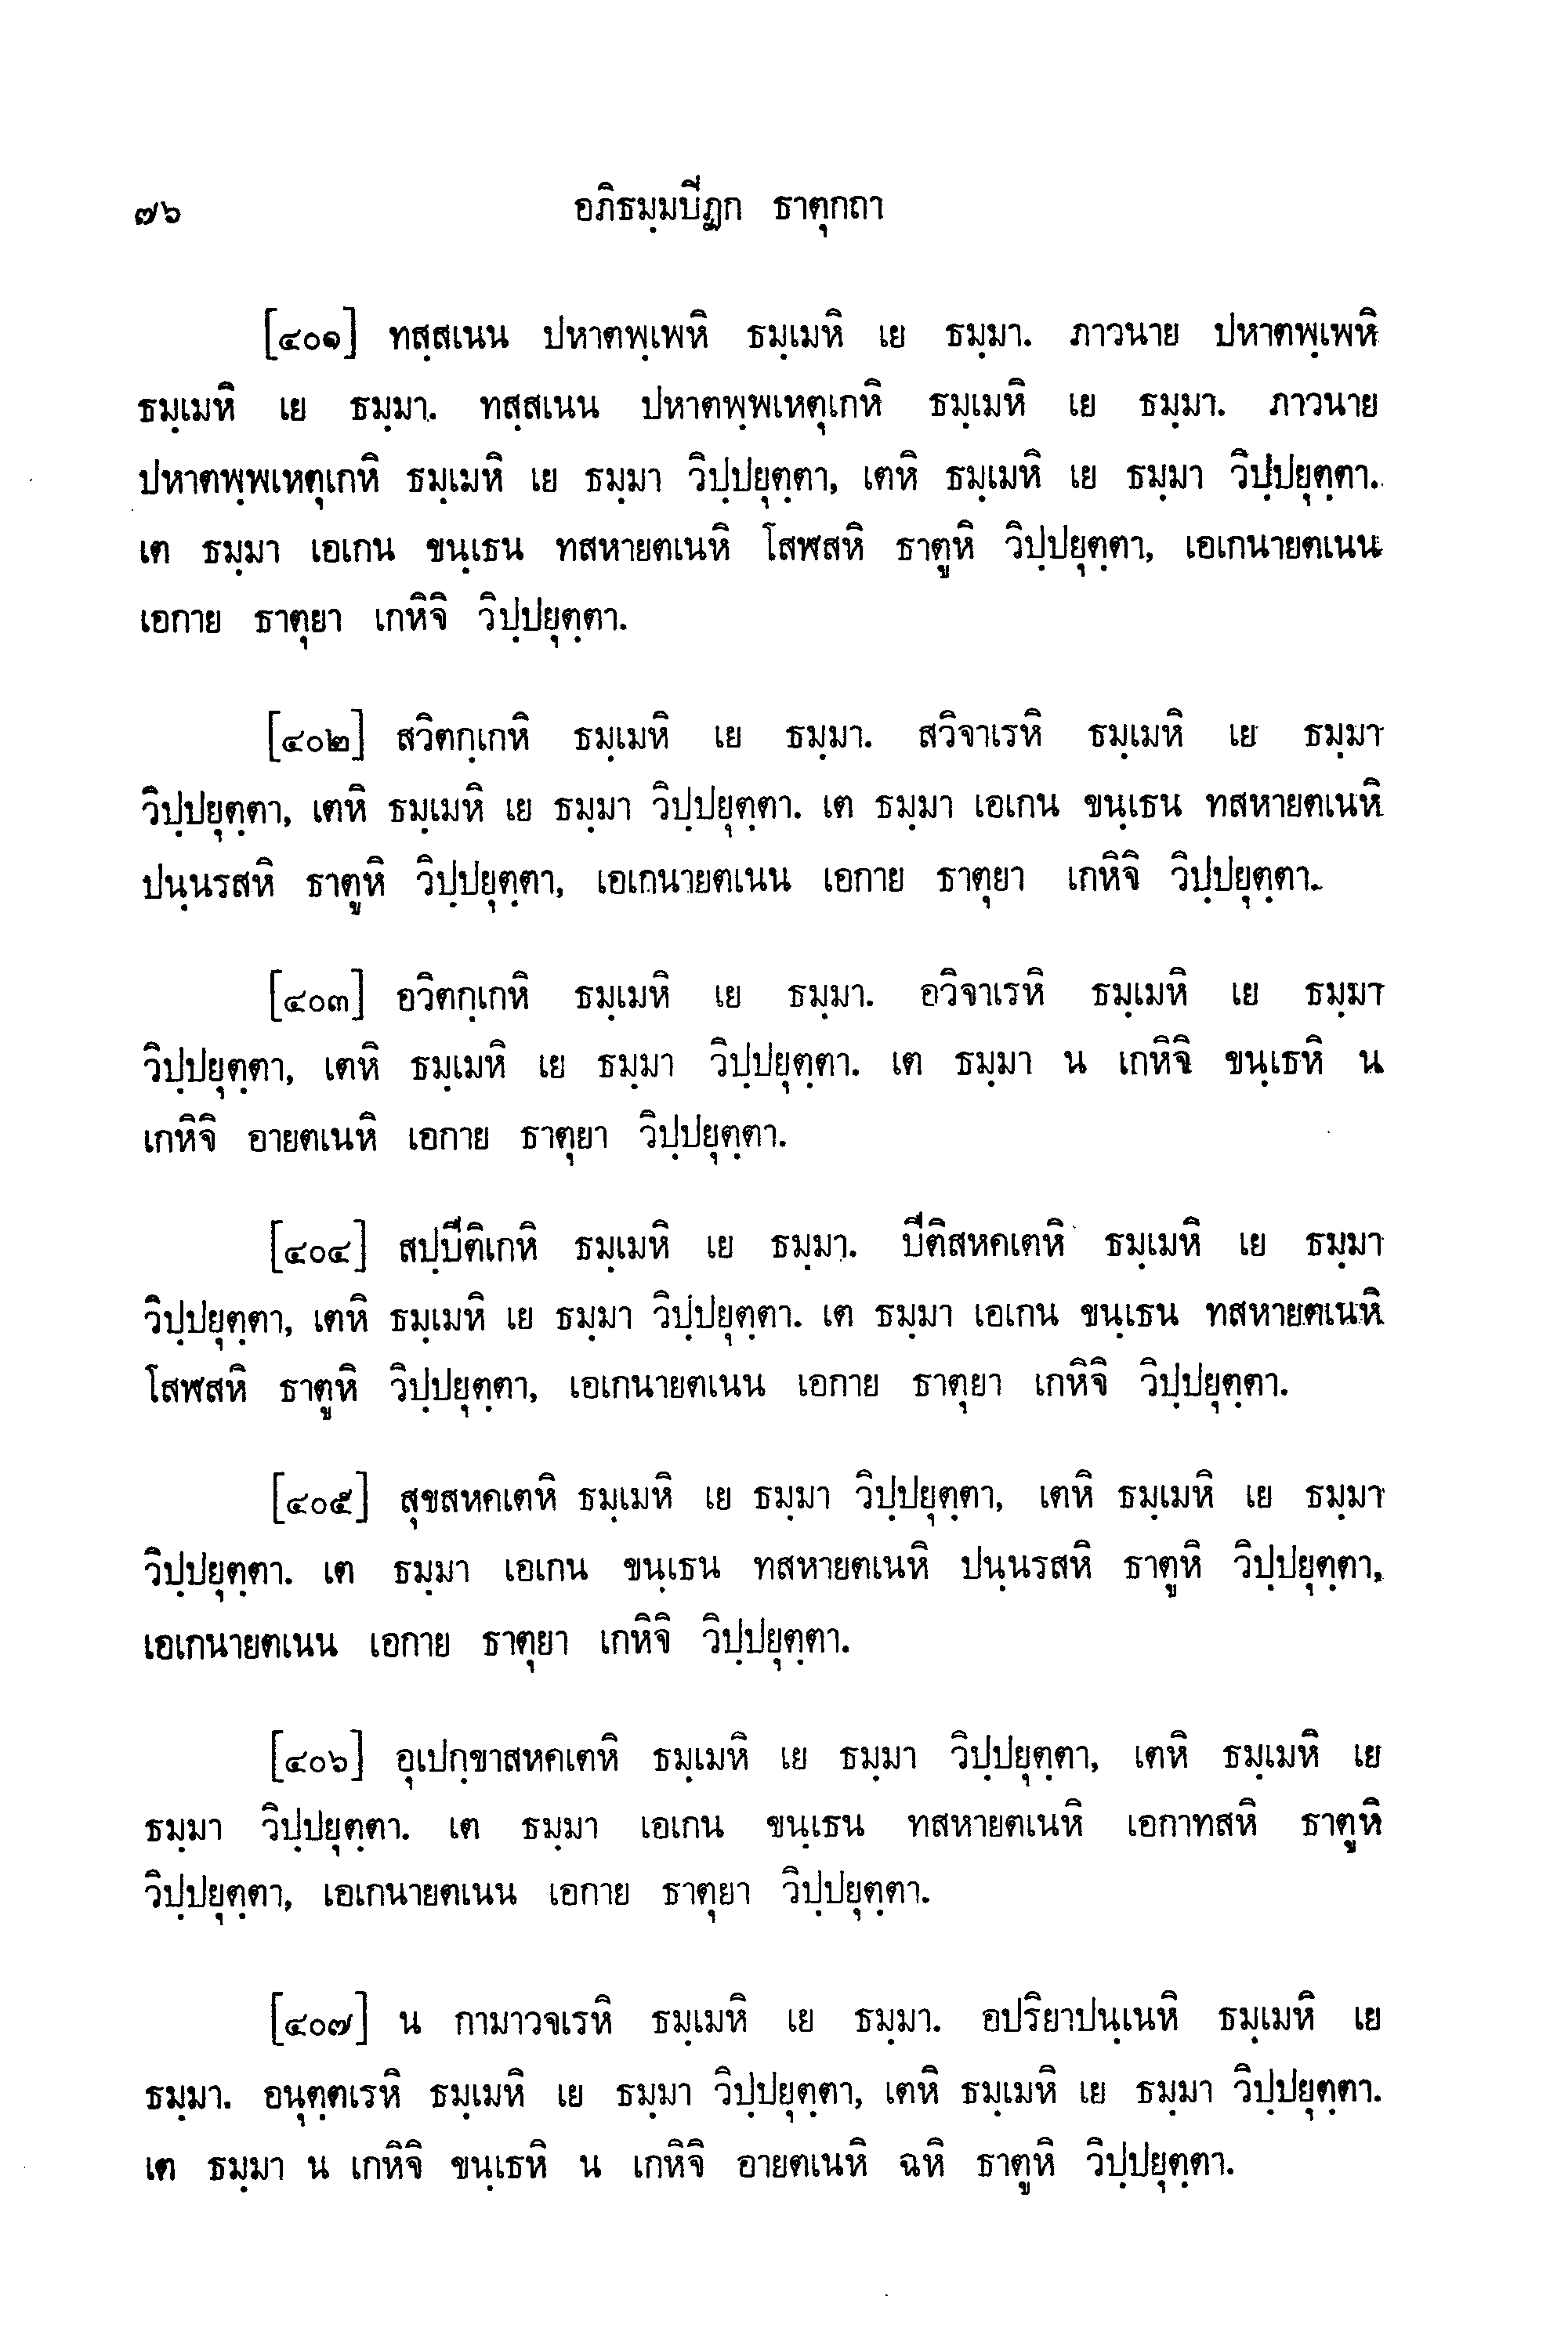 ๗๖ อภิธมฺมปีฏก ธาตุกถา
[๔๐๑] ทสฺสเนน ปหาตพฺเพหิ ธมฺเมหิ เย ธมฺมา. ภาวนาย ปหาตพฺเพหิ
ธมฺเมหิ เย ธมฺมา. ทสฺสเนน ปหาตพฺพเหตุเกหิ ธมฺเมหิ เย ธมฺมา. ภาวนาย
ปหาตพฺพเหตุเกหิ ธมฺเมหิ เย ธมฺมา วิปฺปยุตฺตา, เตหิ ธมฺเมหิ เย ธมฺมา วิปฺปยุตฺตา.
เต ธมฺมา เอเกน ขนฺเธน ทสหายตเนหิ โสฬสหิ ธาตูหิ วิปฺปยุตฺตา, เอเกนายตเนน
เอกาย ธาตุยา เกหิจิ วิปฺปยุตฺตา.
[๔๐๒] สวิตกฺเกหิ ธมฺเมหิ เย ธมฺมา. สวิจาเรหิ ธมฺเมหิ เย ธมฺมา
วิปฺปยุตฺตา, เตหิ ธมฺเมหิ เย ธมฺมา วิปฺปยุตฺตา. เต ธมฺมา เอเกน ขนฺเธน ทสหายตเนหิ
ปนฺนรสหิ ธาตูหิ วิปฺปยุตฺตา, เอเกนายตเนน เอกาย ธาตุยา เกหิจิ วิปฺปยุตฺตา.
[๔๐๓] อวิตกฺเกหิ ธมฺเมหิ เย ธมฺมา. อวิจาเรหิ ธมฺเมหิ เย ธมฺมา
วิปฺปยุตฺตา, เตหิ ธมฺเมหิ เย ธมฺมา วิปฺปยุตฺตา. เต ธมฺมา น เกหิจิ ขนฺเธหิ น
เกหิจิ อายตเนหิ เอกาย ธาตุยา วิปฺปยุตฺตา.
[๔๐๔] สปฺปีติเกหิ ธมฺเมหิ เย ธมฺมา. ปีติสหคเตหิ ธมฺเมหิ เย ธมฺมา
วิปฺปยุตฺตา, เตหิ ธมฺเมหิ เย ธมฺมา วิปฺปยุตฺตา. เต ธมฺมา เอเกน ขนฺเธน ทสหายตเนหิ
โสฬสหิ ธาตูหิ วิปฺปยุตฺตา, เอเกนายตเนน เอกาย ธาตุยา เกหิจิ วิปฺปยุตฺตา.
[๔๐๕] สุขสหคเตหิ ธมฺเมหิ เย ธมฺมา วิปฺปยุตฺตา, เตหิ ธมฺเมหิ เย ธมฺมา
วิปฺปยุตฺตา. เต ธมฺมา เอเกน ขนฺเธน ทสหายตเนหิ ปนฺนรสหิ ธาตูหิ วิปฺปยุตฺตา,
เอเกนายตเนน เอกาย ธาตุยา เกหิจิ วิปฺปยุตฺตา.
[๔๐๖] อุเปกฺขาสหคเตหิ ธมฺเมหิ เย ธมฺมา วิปฺปยุตฺตา, เตหิ ธมฺเมหิ เย
ธมฺมา วิปฺปยุตฺตา. เต ธมฺมา เอเกน ขนฺเธน ทสหายตเนหิ เอกาทสหิ ธาตูหิ
วิปฺปยุตฺตา, เอเกนายตเนน เอกาย ธาตุยา วิปฺปยุตฺตา.
[๔๐๗] น กามาวจเรหิ ธมฺเมหิ เย ธมฺมา. อปริยาปนฺเนหิ ธมฺเมหิ เย
ธมฺมา. อนุตฺตเรหิ ธมฺเมหิ เย ธมฺมา วิปฺปยุตฺตา, เตหิ ธมฺเมหิ เย ธมฺมา วิปฺปยุตฺตา.
เต ธมฺมา น เกหิจิ ขนฺเธหิ น เกหิจิ อายตเนหิ ฉหิ ธาตูหิ วิปฺปยุตฺตา.